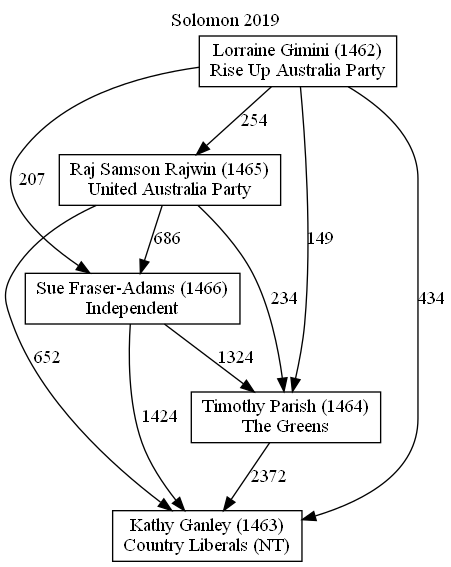 Solomon 2019
Lorraine Gimini (1462)
Rise Up Australia Party
254
Raj Samson Rajwin (1465)
United Australia Party
207
686
149
Sue Fraser-Adams (1466)
Independent
234
434
652
1324
Timothy Parish (1464)
The Greens
1424
2372
Kathy Ganley (1463)
Country Liberals (NT)